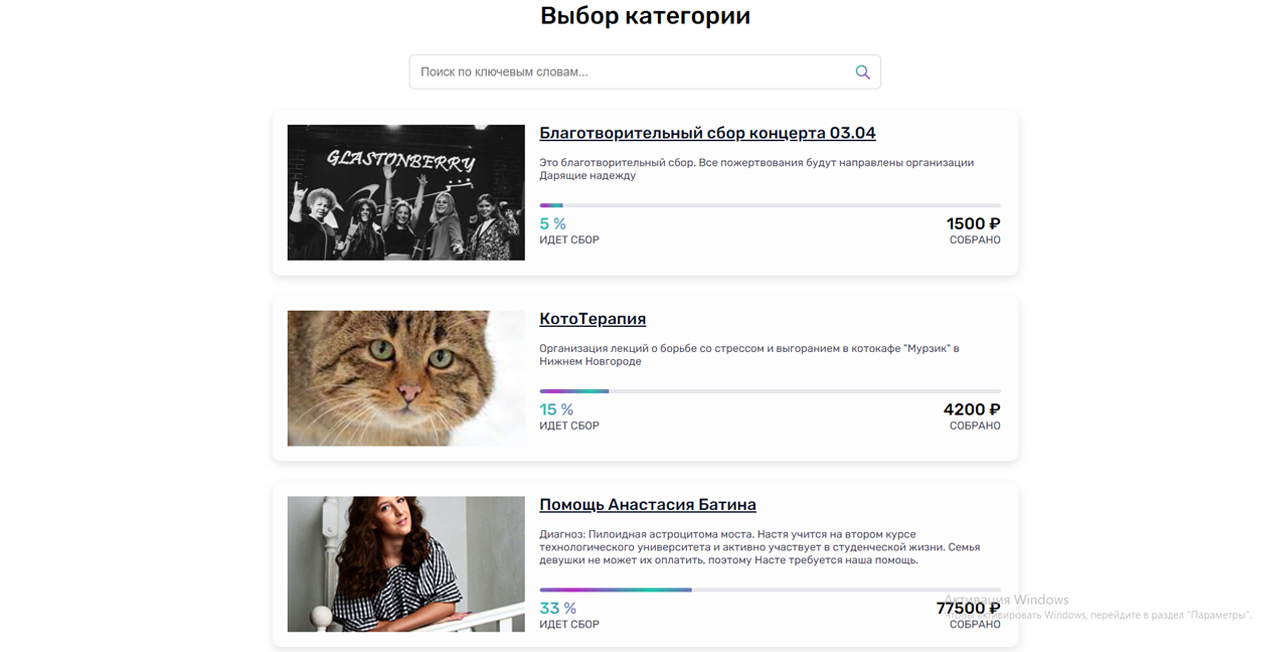 Выбор категории
Поиск по ключевым словам...
GLASTONBERRY
Благотворительный сбор концерта 03.04
Это благотворительный сбор. Все пожертвования будут направлены организации
Дарящие надежду
5 %
1500 ₽
ИДЕТ СБОР
СОБРАНО
КотоТерапия
Организация лекций о борьбе со стрессом и выгоранием в котокафе "Мурзик" в
Нижнем Новгороде
15 %
4200 ₽
ИДЕТ СБОР
СОБРАНО
Помощь Анастасия Батина
Диагноз: Пилоидная астроцитома моста. Настя учится на втором курсе
технологического университета и активно участвует в студенческой жизни. Семья
девушки не может их оплатить, поэтому Насте требуется наша помощь.
33 %
77500 ₽
ИДЕТ СБОР
СОБРАНО
Активация Windows
Чтобы активировать Windows, перейдите в раздел "Параметры".